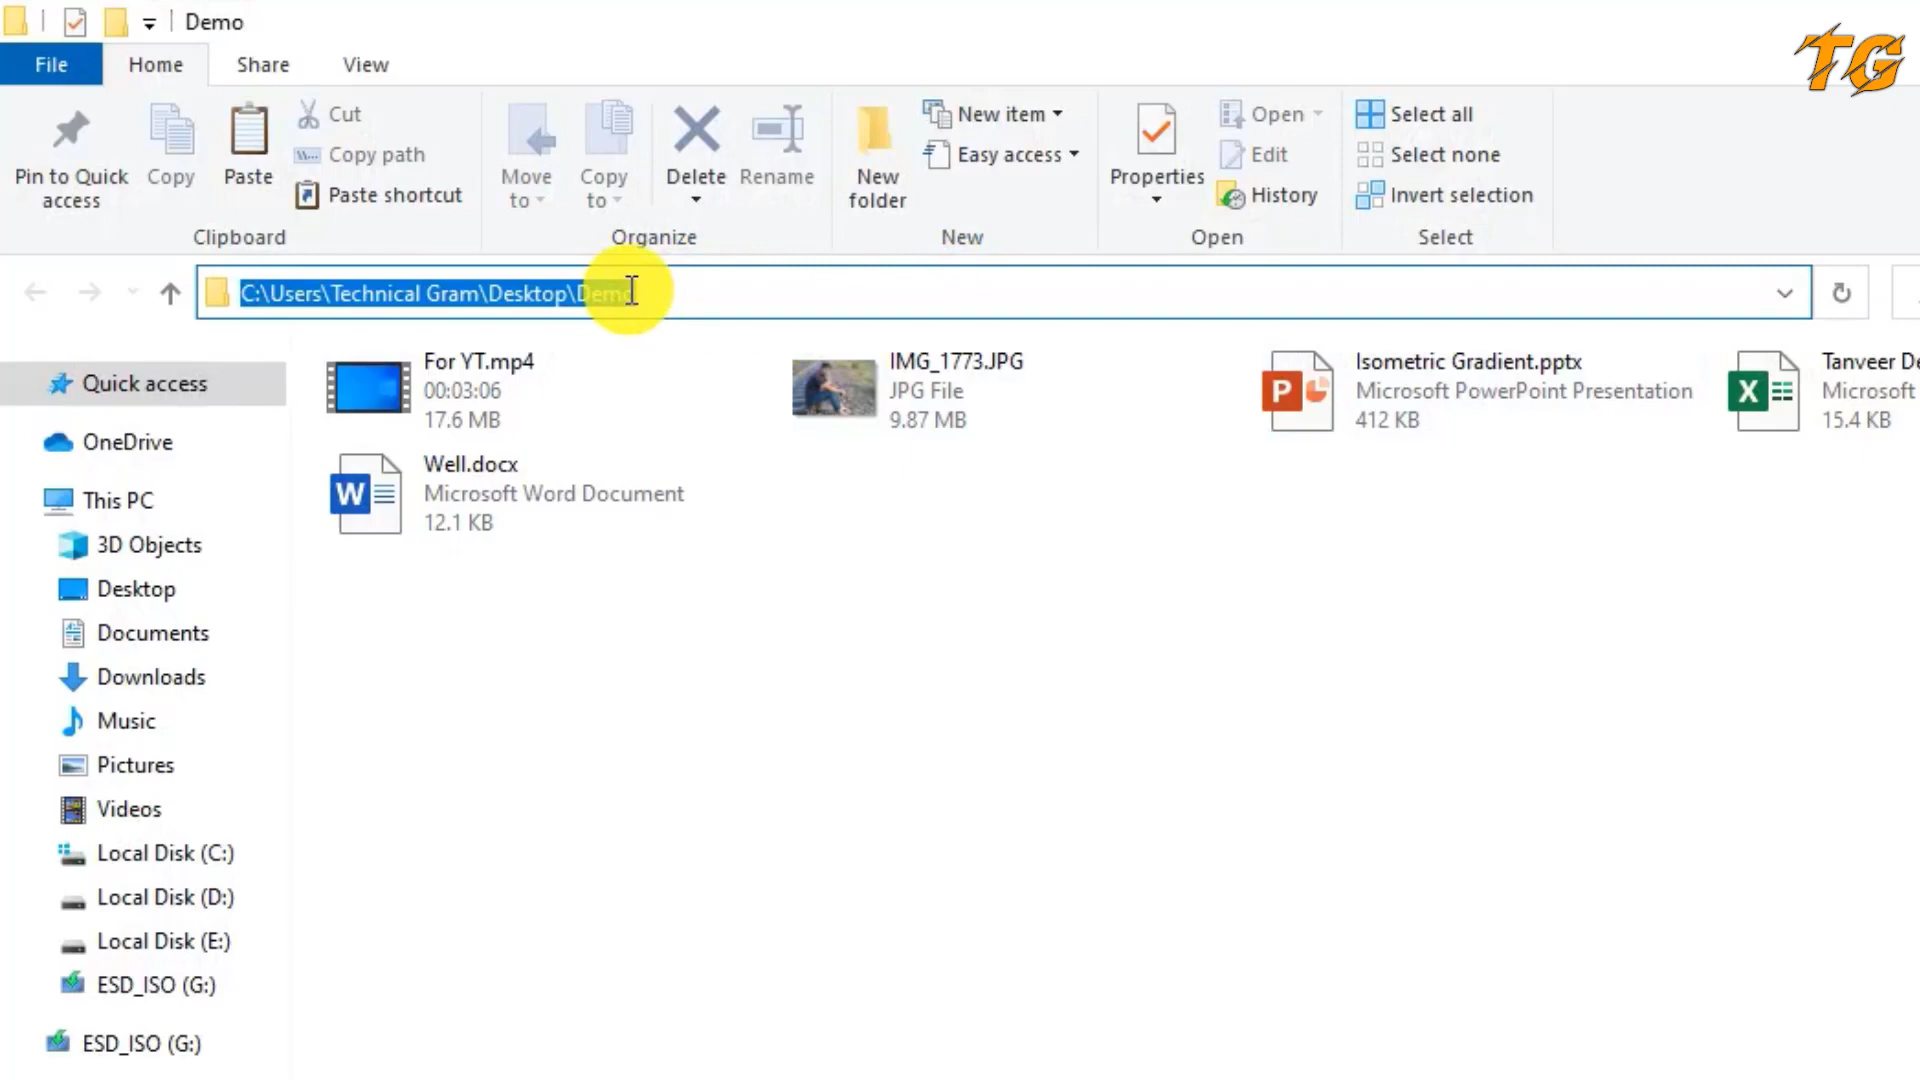 Demo
TG
File
Home
Share
View
Pin to Quick
access
Copy
Paste
Cut
Copy path
Paste shortcut
Clipboard
Move
to
Copy
to
Delete
Rename
Organize
New
folder
New item
Easy access
New
Properties
Open
Edit
History
Open
Select all
Select none
Invert selection
Select
C:\Users\Technical Gram\Desktop\Demo
Quick access
OneDrive
This PC
3D Objects
Desktop
Documents
Downloads
Music
Pictures
Videos
Local Disk (C:)
Local Disk (D:)
Local Disk (E:)
ESD_ISO (G:)
ESD_ISO (G:)
For YT.mp4
00:03:06
17.6 MB
IMG_1773.JPG
JPG File
9.87 MB
P
Isometric Gradient.pptx
Microsoft PowerPoint Presentation
412 KB
X
Tanveer De
Microsoft
15.4 KB
W
Well.docx
Microsoft Word Document
12.1 KB